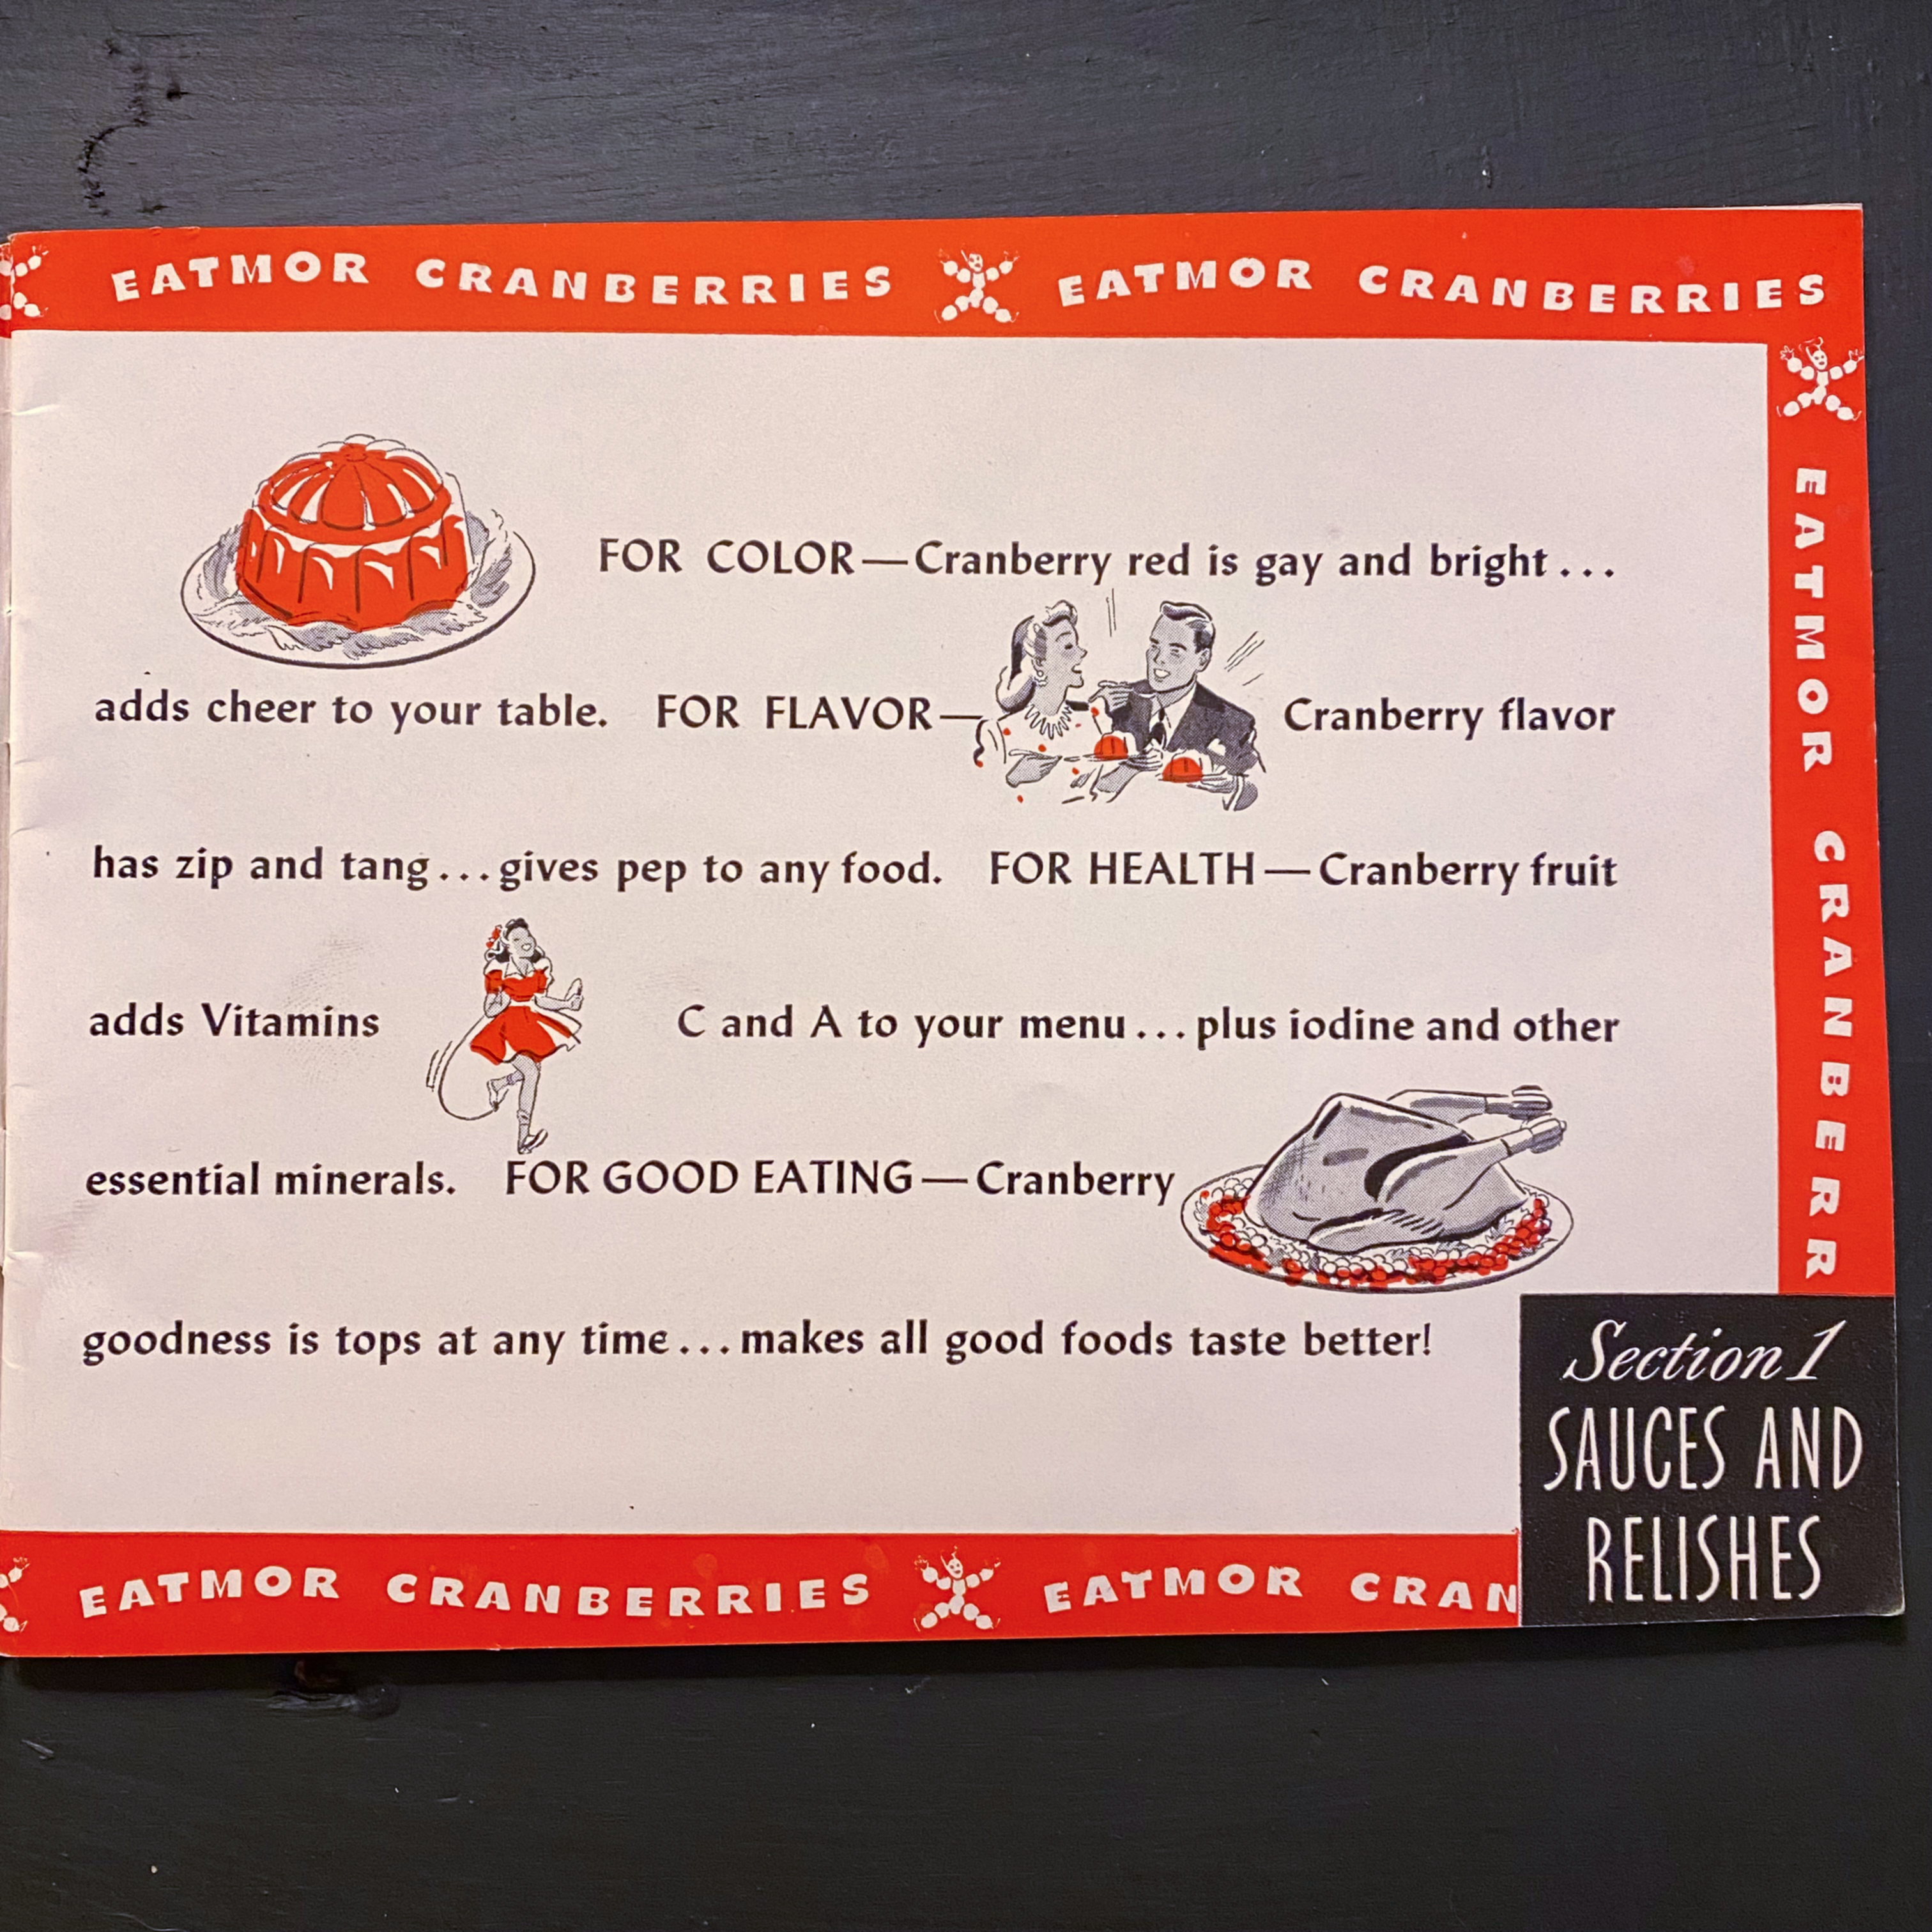 EATMOR CRANBERRIES EATMOR CRANBERRIES
FOR COLOR—Cranberry red is gay and bright...
adds cheer to your table. FOR FLAVOR— Cranberry flavor
has zip and tang...gives pep to any food. FOR HEALTH—Cranberry fruit
adds Vitamins C and A to your menu...plus iodine and other
essential minerals. FOR GOOD EATING—Cranberry
goodness is tops at any time...makes all good foods taste better!
EATMOR CRANBERR
Section 1
SAUCES AND
RELISHES
EATMOR CRANBERRIES EATMOR CRAN